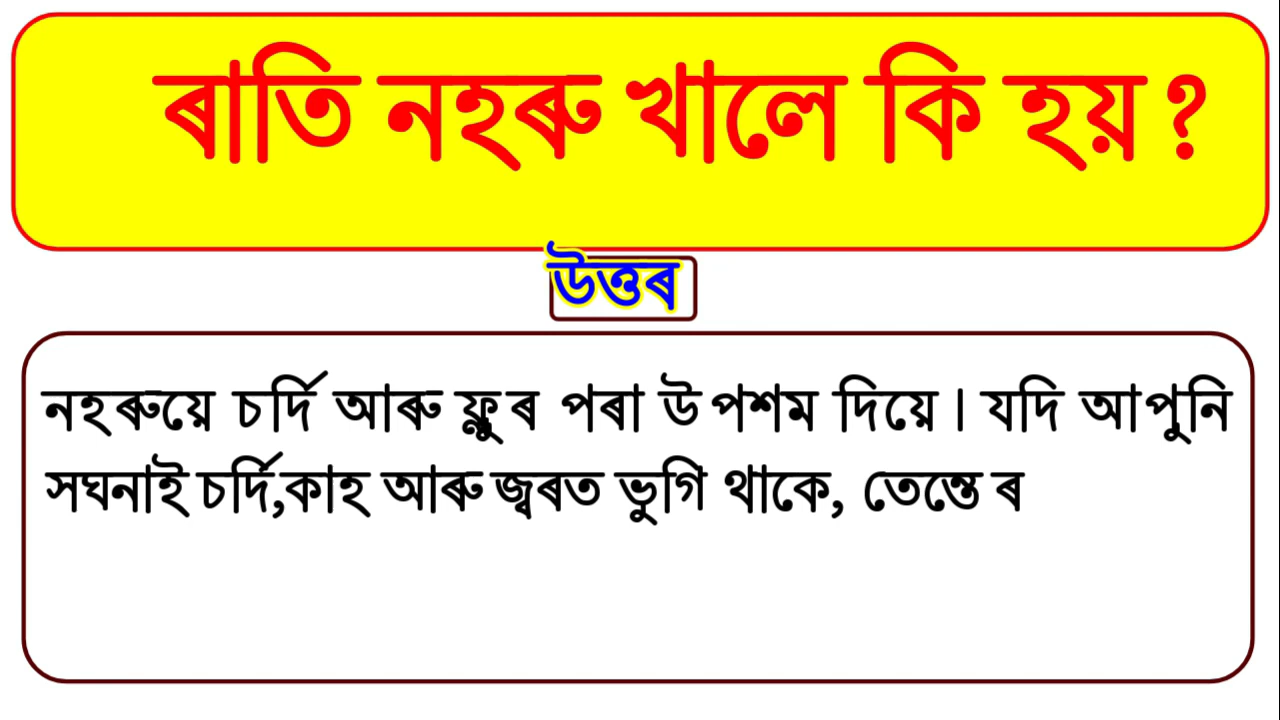 ৰাতি নহৰু খালে কি হয় ?
উত্তৰ
নহৰুয়ে চৰ্দি আৰু ফ্লুৰ পৰা উপশম দিয়ে। যদি আপুনি
সঘনাই চৰ্দি,কাহ আৰু জ্বৰত ভুগি থাকে, তেন্তে ৰ